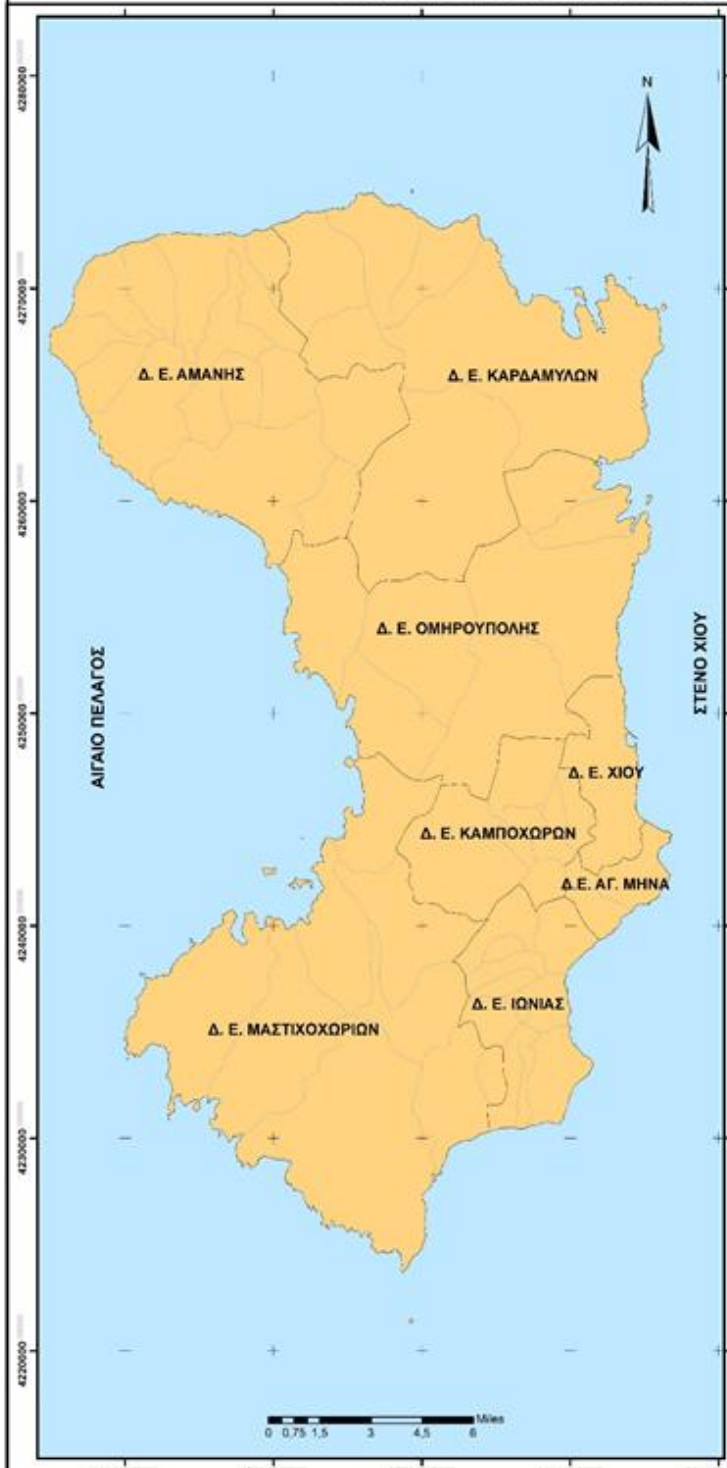 4280000
N
4270000
Δ. Ε. ΑΜΑΝΗΣ
Δ. Ε. ΚΑΡΔΑΜΥΛΩΝ
4260000
Δ. Ε. ΟΜΗΡΟΥΠΟΛΗΣ
ΣΤΕΝΟ ΧΙΟΥ
ΑΙΓΑΙΟ ΠΕΛΑΓΟΣ
4250000
Δ. Ε. ΧΙΟΥ
Δ. Ε. ΚΑΜΠΟΧΩΡΩΝ
Δ.Ε. ΑΓ. ΜΗΝΑ
4240000
Δ. Ε. ΙΩΝΙΑΣ
Δ. Ε. ΜΑΣΤΙΧΟΧΩΡΙΩΝ
4230000
4220000
Miles
0 0,75 1,5 3 4,5 6